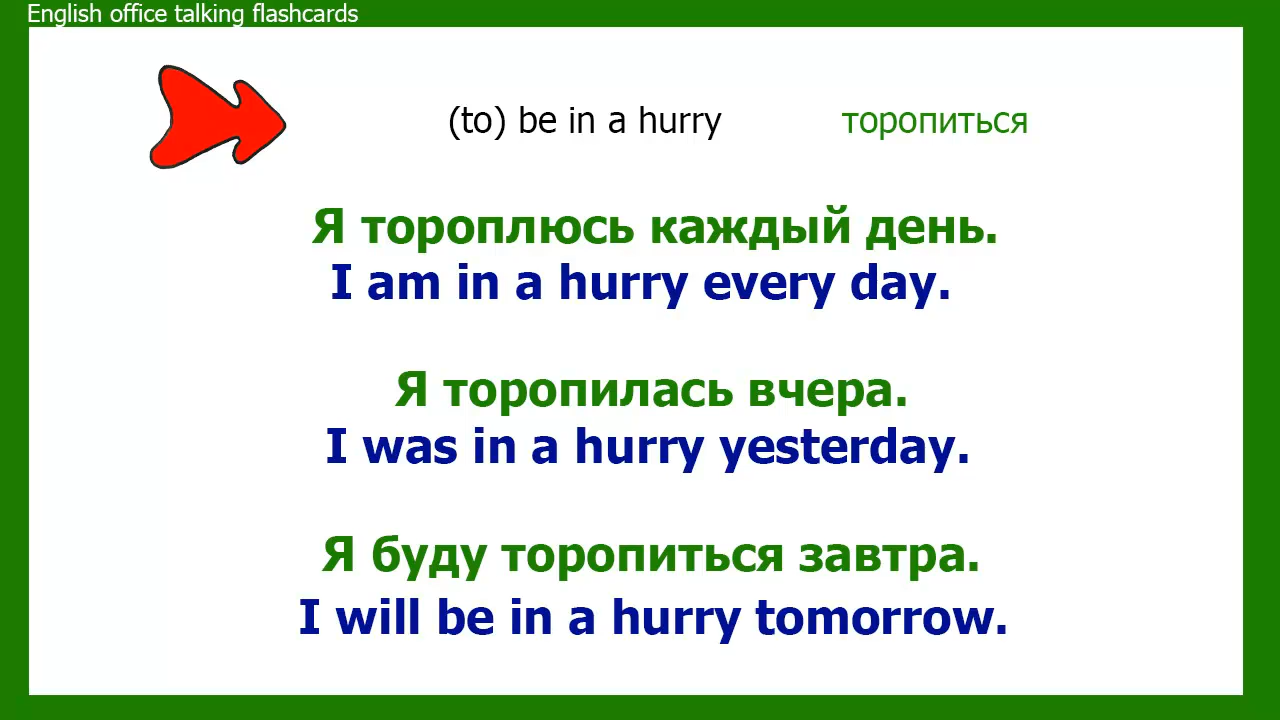 English office talking flashcards
(to) be in a hurry торопиться
Я тороплюсь каждый день.
I am in a hurry every day.
Я торопилась вчера.
I was in a hurry yesterday.
Я буду торопиться завтра.
I will be in a hurry tomorrow.